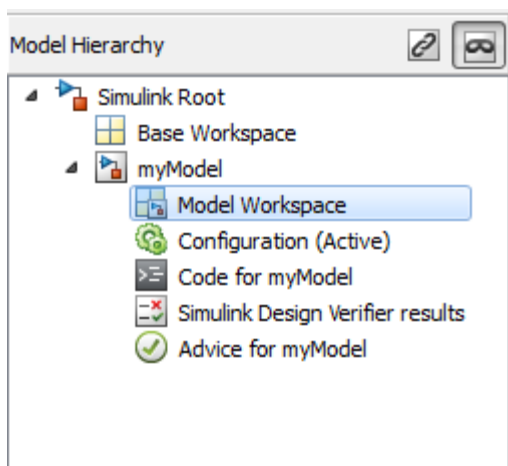 Model Hierarchy
Simulink Root
Base Workspace
myModel
Model Workspace
Configuration (Active)
Code for myModel
Simulink Design Verifier results
Advice for myModel